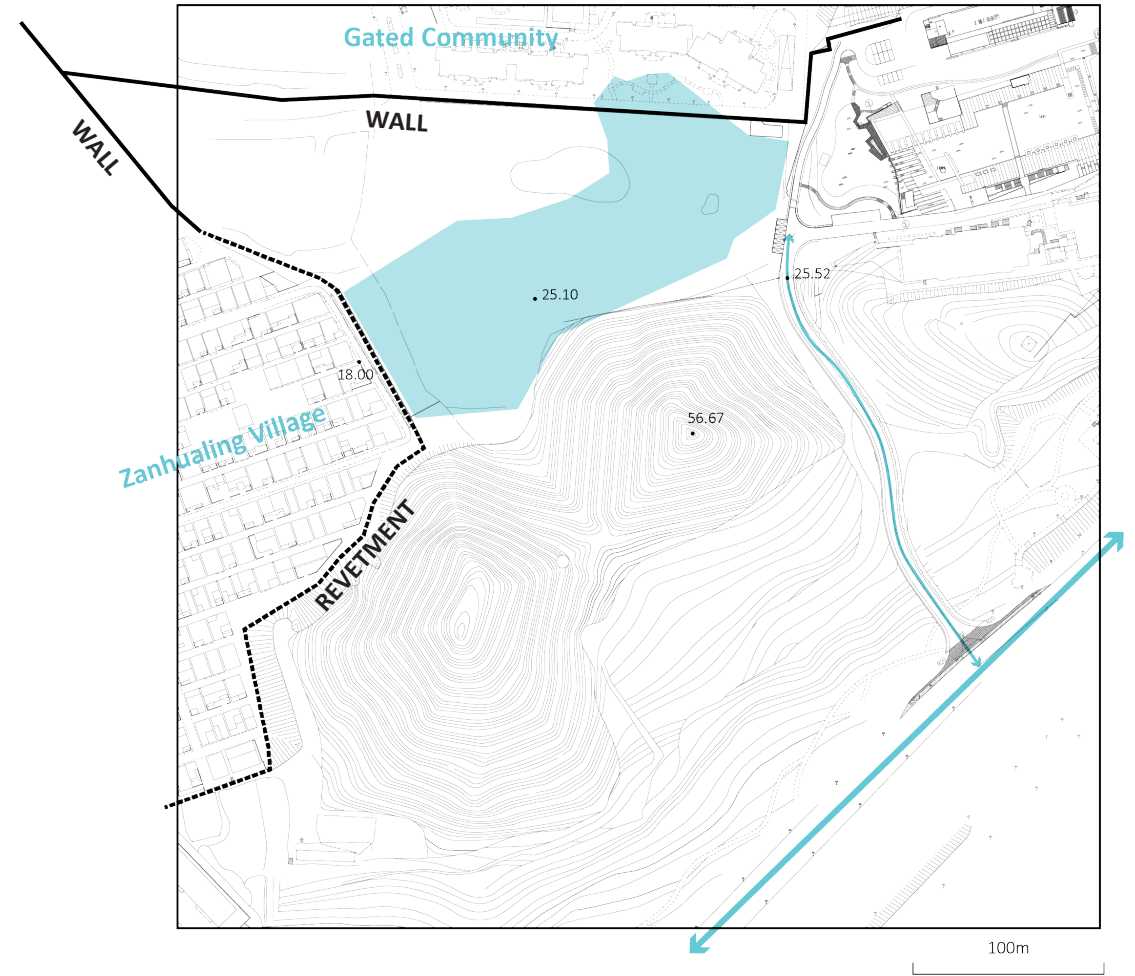 Gated Community
WALL
WALL
25.52
25.10
18.00
56.67
Zanhualing Village
REVETMENT
100m